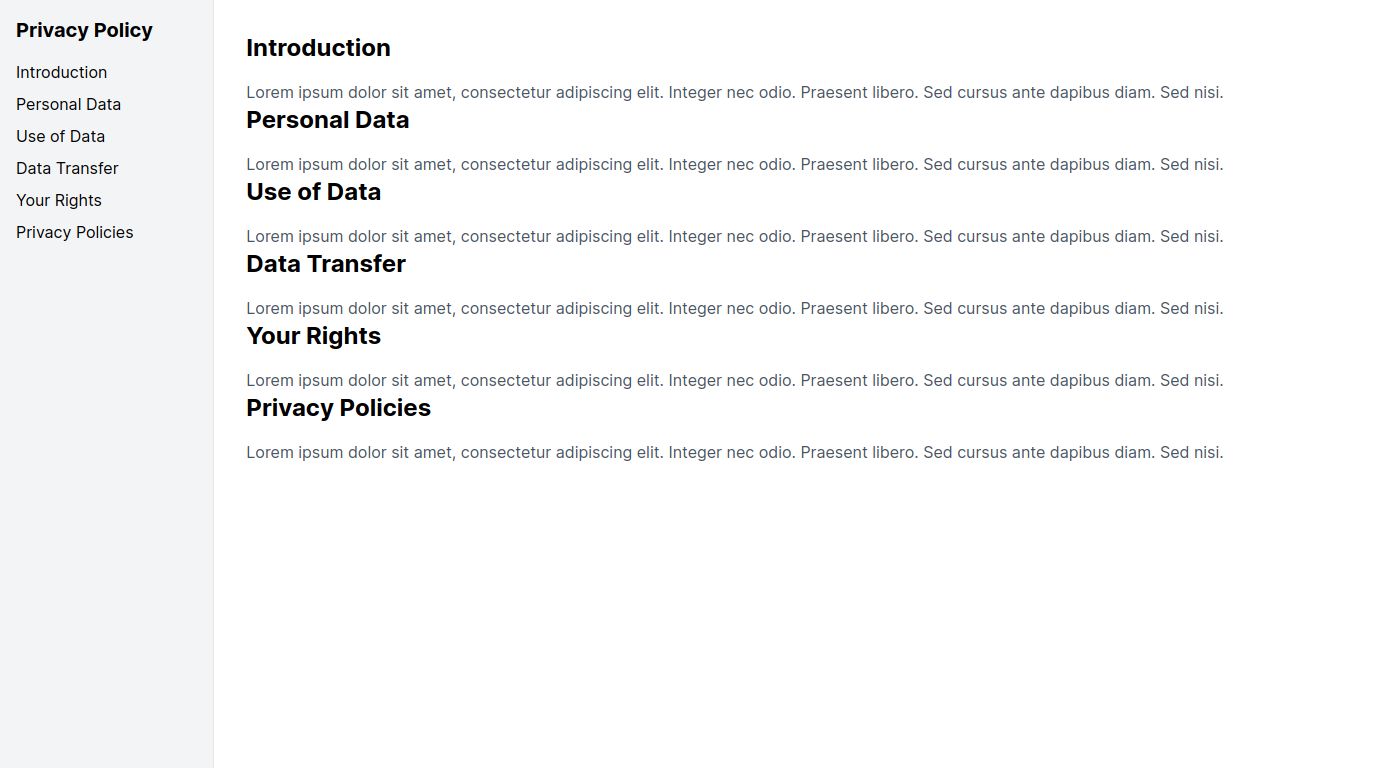 Privacy Policy
Introduction
Personal Data
Use of Data
Data Transfer
Your Rights
Privacy Policies
Introduction
Lorem ipsum dolor sit amet, consectetur adipiscing elit. Integer nec odio. Praesent libero. Sed cursus ante dapibus diam. Sed nisi.
Personal Data
Lorem ipsum dolor sit amet, consectetur adipiscing elit. Integer nec odio. Praesent libero. Sed cursus ante dapibus diam. Sed nisi.
Use of Data
Lorem ipsum dolor sit amet, consectetur adipiscing elit. Integer nec odio. Praesent libero. Sed cursus ante dapibus diam. Sed nisi.
Data Transfer
Lorem ipsum dolor sit amet, consectetur adipiscing elit. Integer nec odio. Praesent libero. Sed cursus ante dapibus diam. Sed nisi.
Your Rights
Lorem ipsum dolor sit amet, consectetur adipiscing elit. Integer nec odio. Praesent libero. Sed cursus ante dapibus diam. Sed nisi.
Privacy Policies
Lorem ipsum dolor sit amet, consectetur adipiscing elit. Integer nec odio. Praesent libero. Sed cursus ante dapibus diam. Sed nisi.